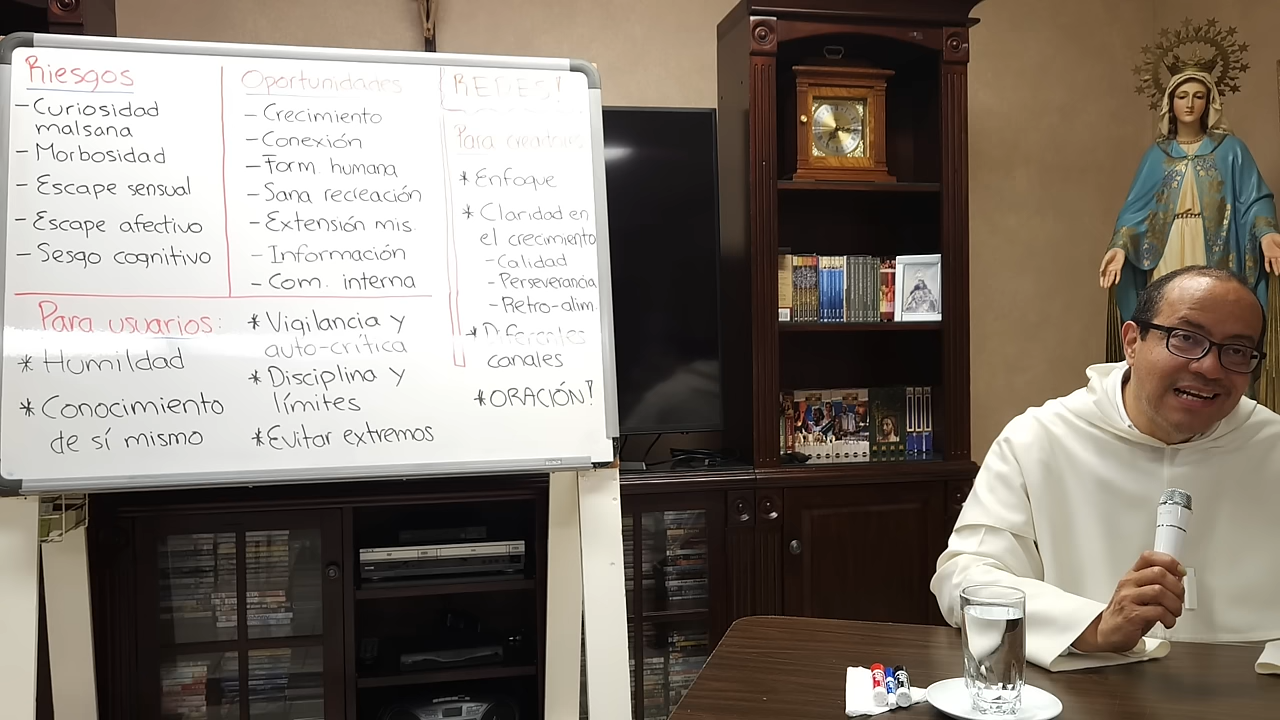 Riesgos
- Curiosidad
malsana
- Morbosidad
- Escape sensual
- Escape afectivo
- Sesgo cognitivo
Oportunidades
- Crecimiento
- Conexión
- Form humana
- Sana recreación
- Extensión mis
- Información
- Com. interna
REDES!
Para creadores
* Enfoque
* Claridad en
el crecimiento
- Calidad
- Perseverancia
- Retro-alim.
* Diferentes
canales
* ORACIÓN!
Para usuarios:
* Humildad
* Conocimiento
de sí mismo
* Vigilancia y
auto-crítica
* Disciplina y
límites
* Evitar extremos